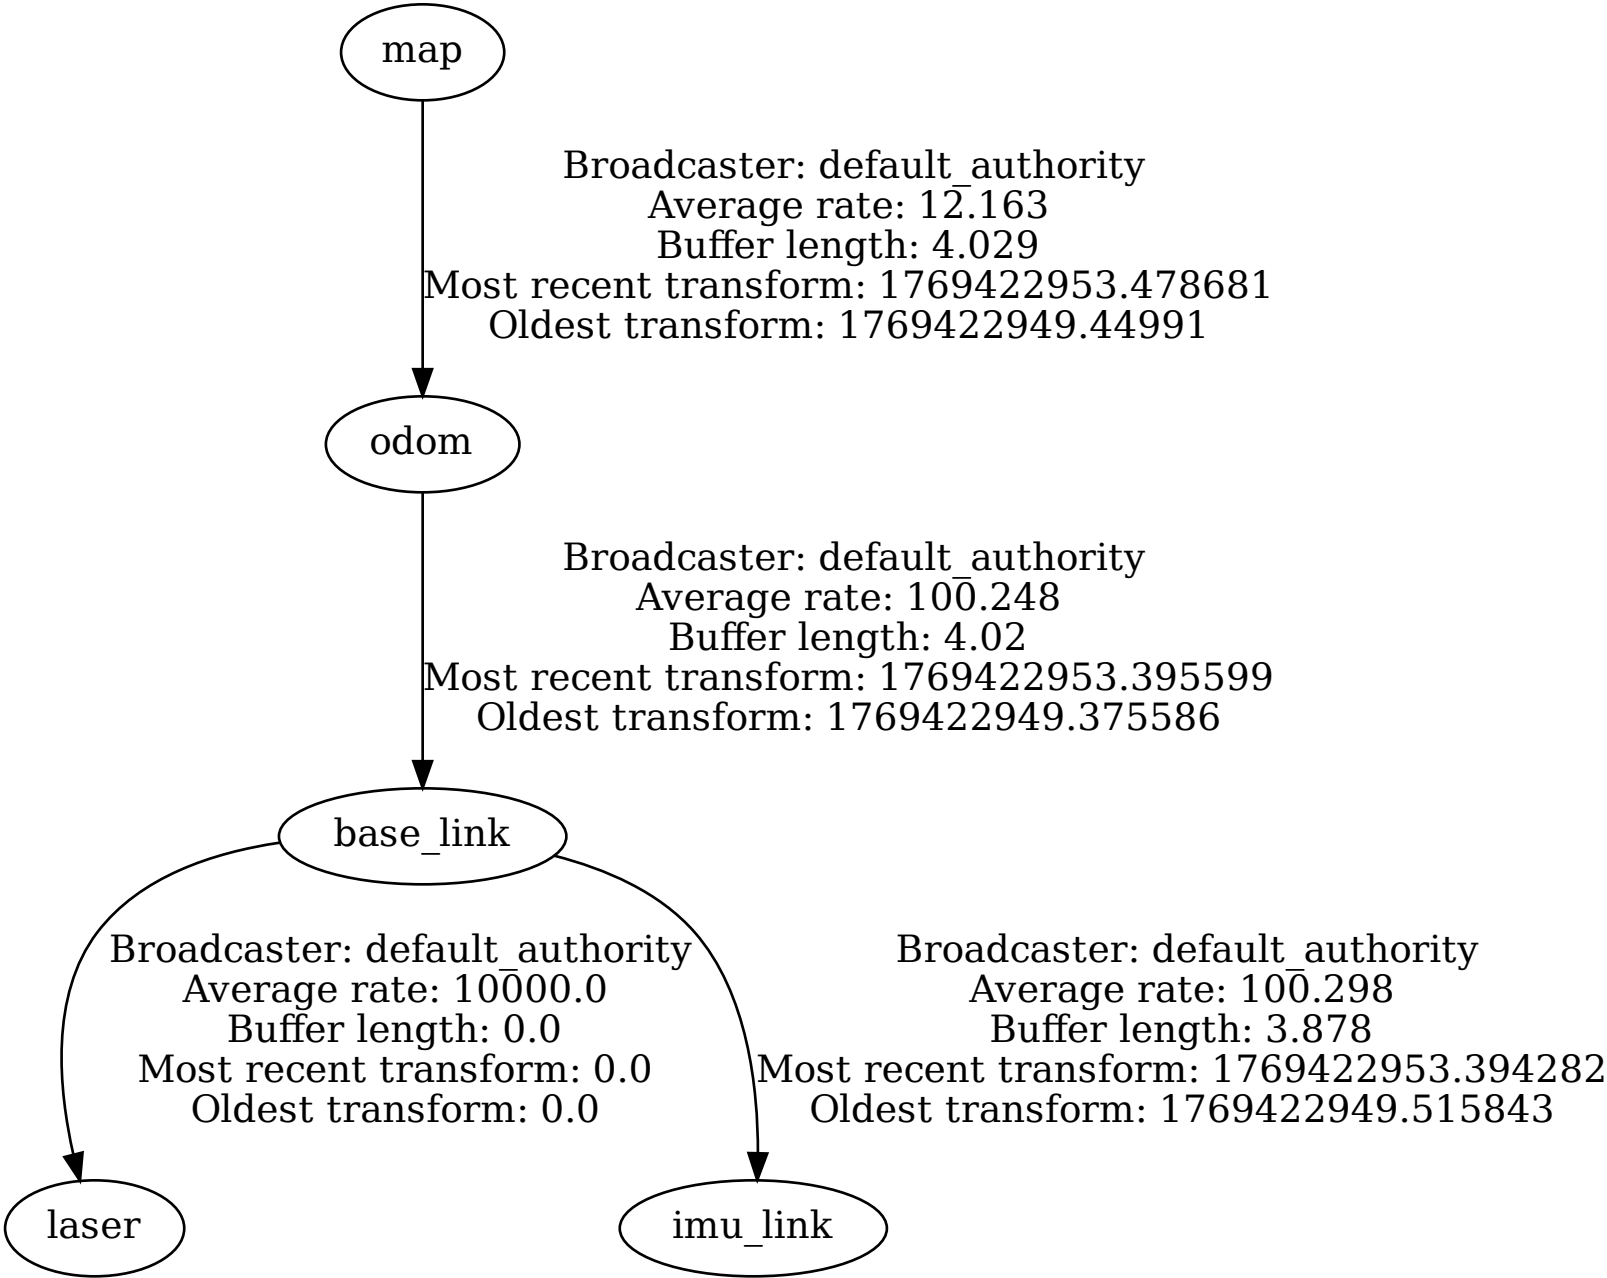 map
Broadcaster: default_authority
Average rate: 12.163
Buffer length: 4.029
Most recent transform: 1769422953.478681
Oldest transform: 1769422949.44991
odom
Broadcaster: default_authority
Average rate: 100.248
Buffer length: 4.02
Most recent transform: 1769422953.395599
Oldest transform: 1769422949.375586
base_link
Broadcaster: default_authority
Average rate: 10000.0
Buffer length: 0.0
Most recent transform: 0.0
Oldest transform: 0.0
Broadcaster: default_authority
Average rate: 100.298
Buffer length: 3.878
Most recent transform: 1769422953.394282
Oldest transform: 1769422949.515843
laser
imu_link